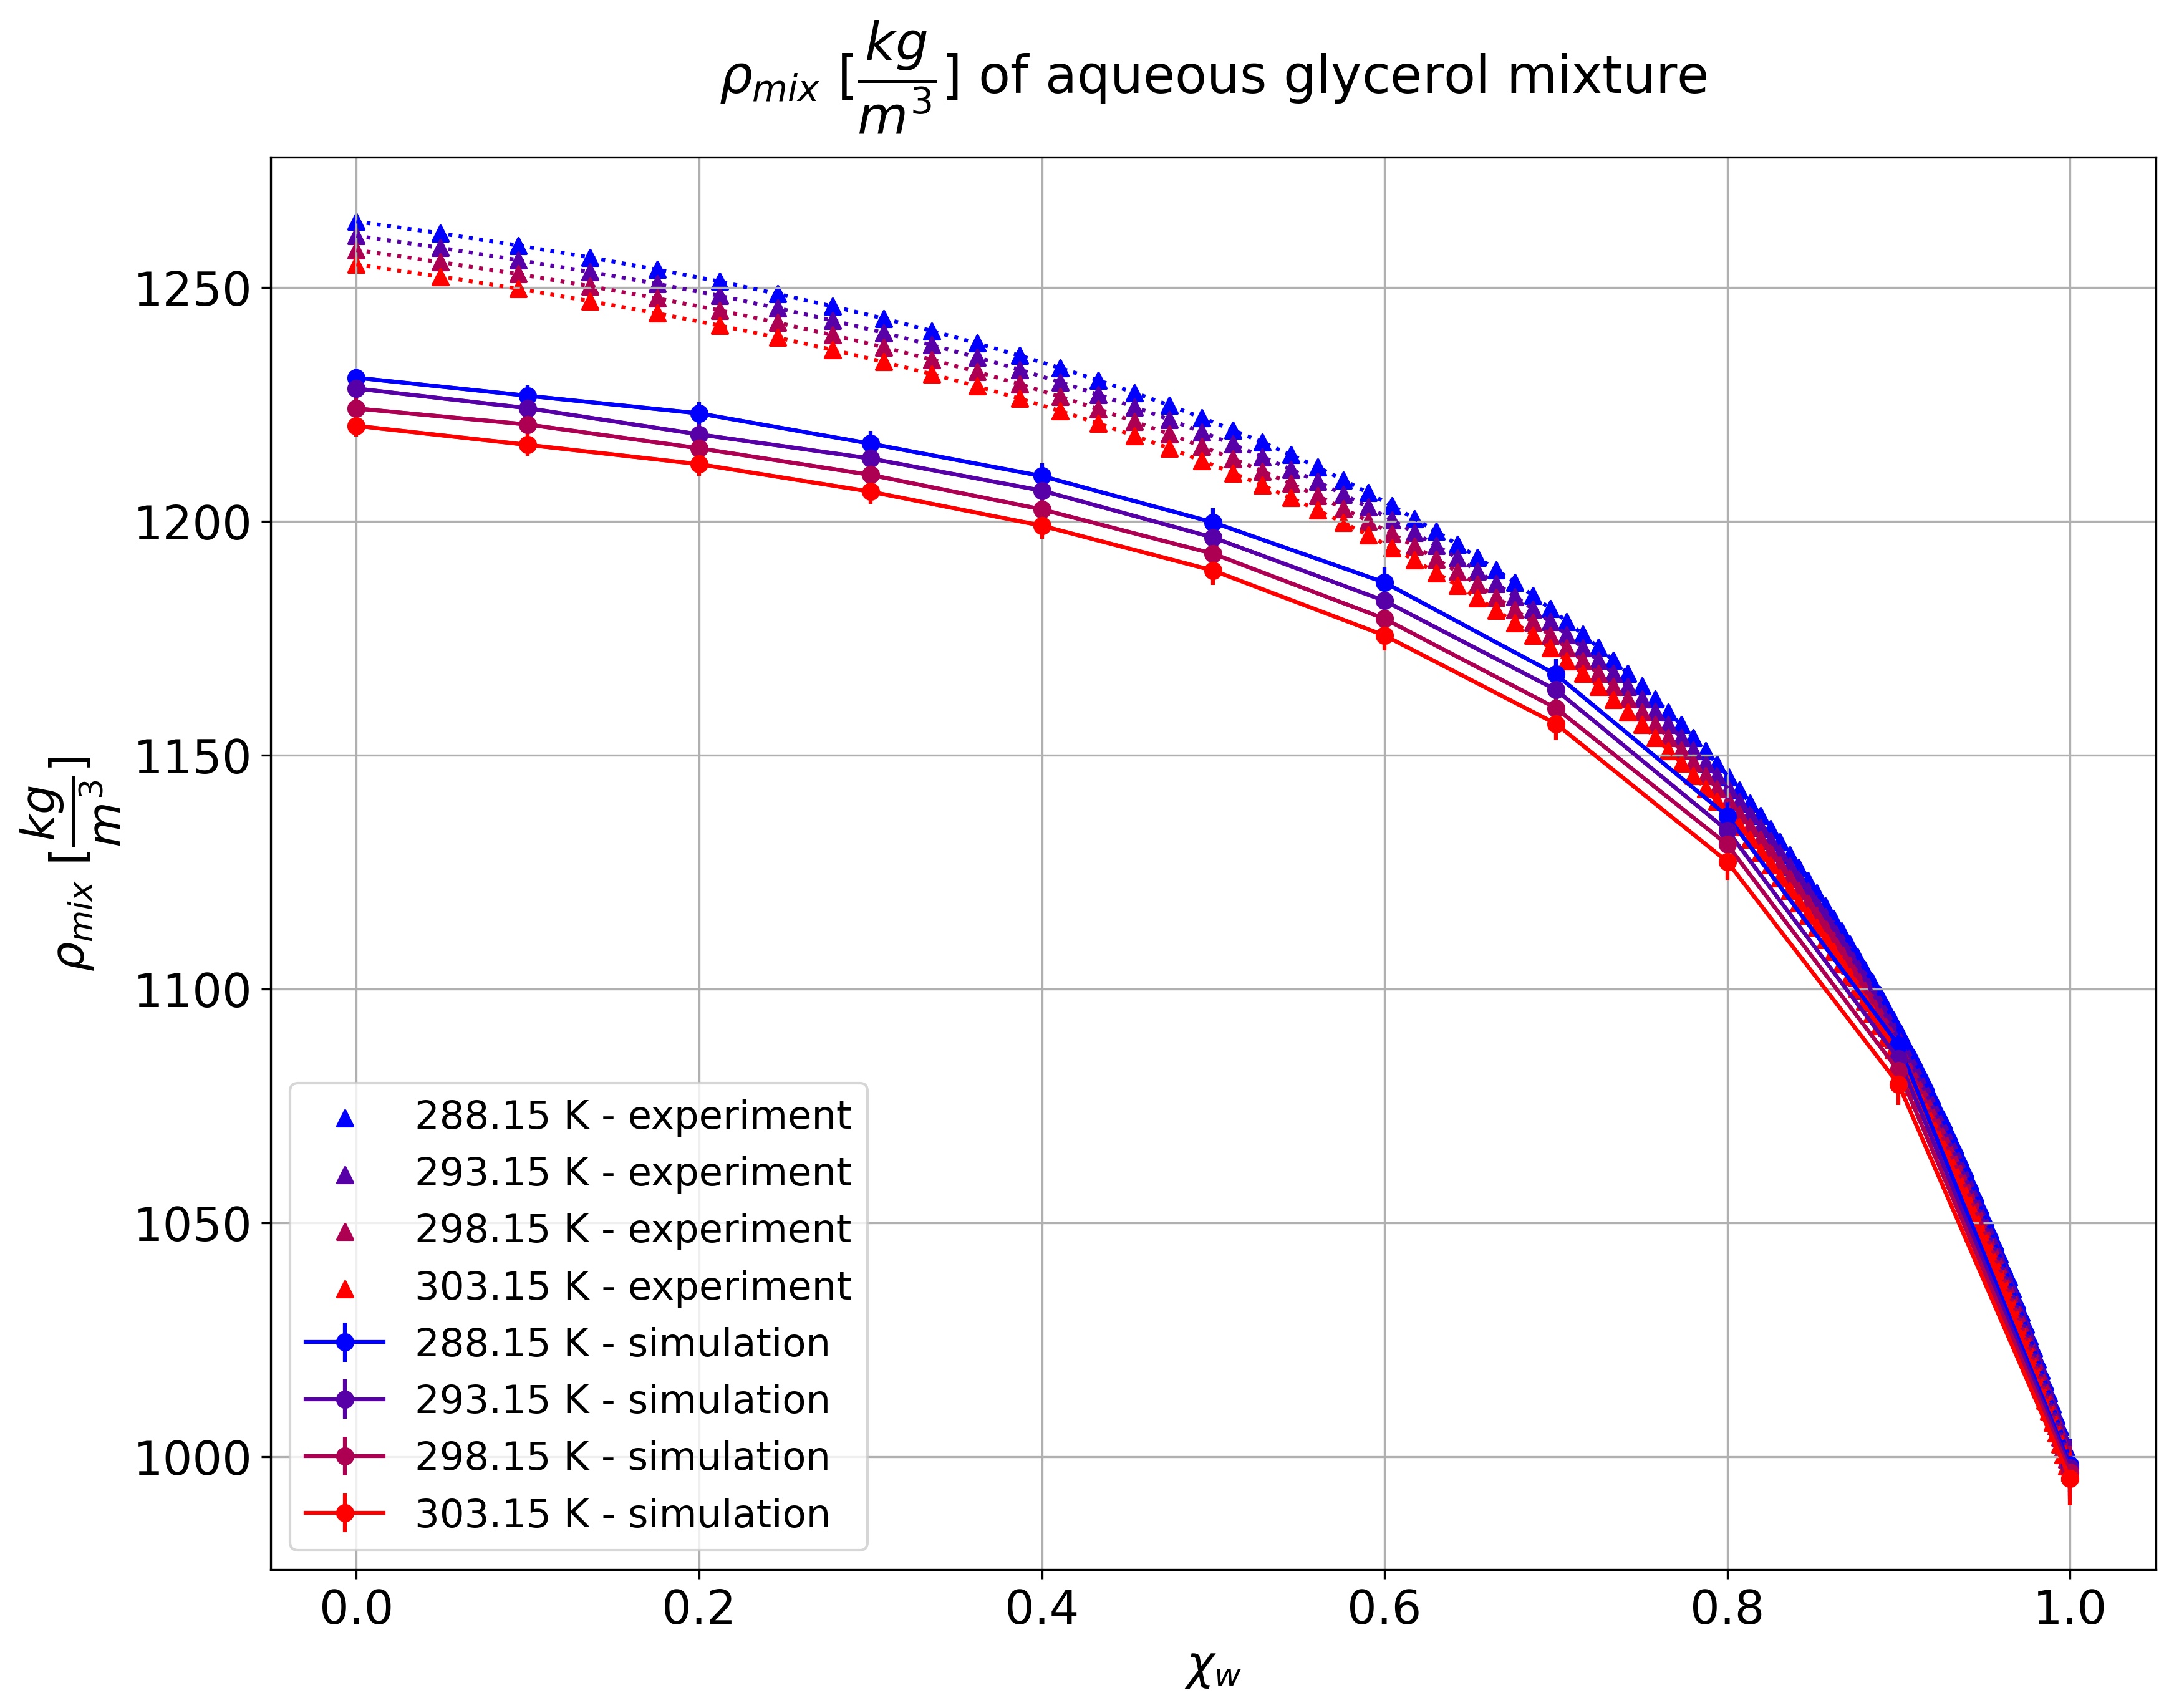 ρmix [kg/m³] of aqueous glycerol mixture
ρmix [kg/m³]
1250
1200
1150
1100
1050
1000
288.15 K - experiment
293.15 K - experiment
298.15 K - experiment
303.15 K - experiment
288.15 K - simulation
293.15 K - simulation
298.15 K - simulation
303.15 K - simulation
0.0 0.2 0.4 0.6 0.8 1.0
χw